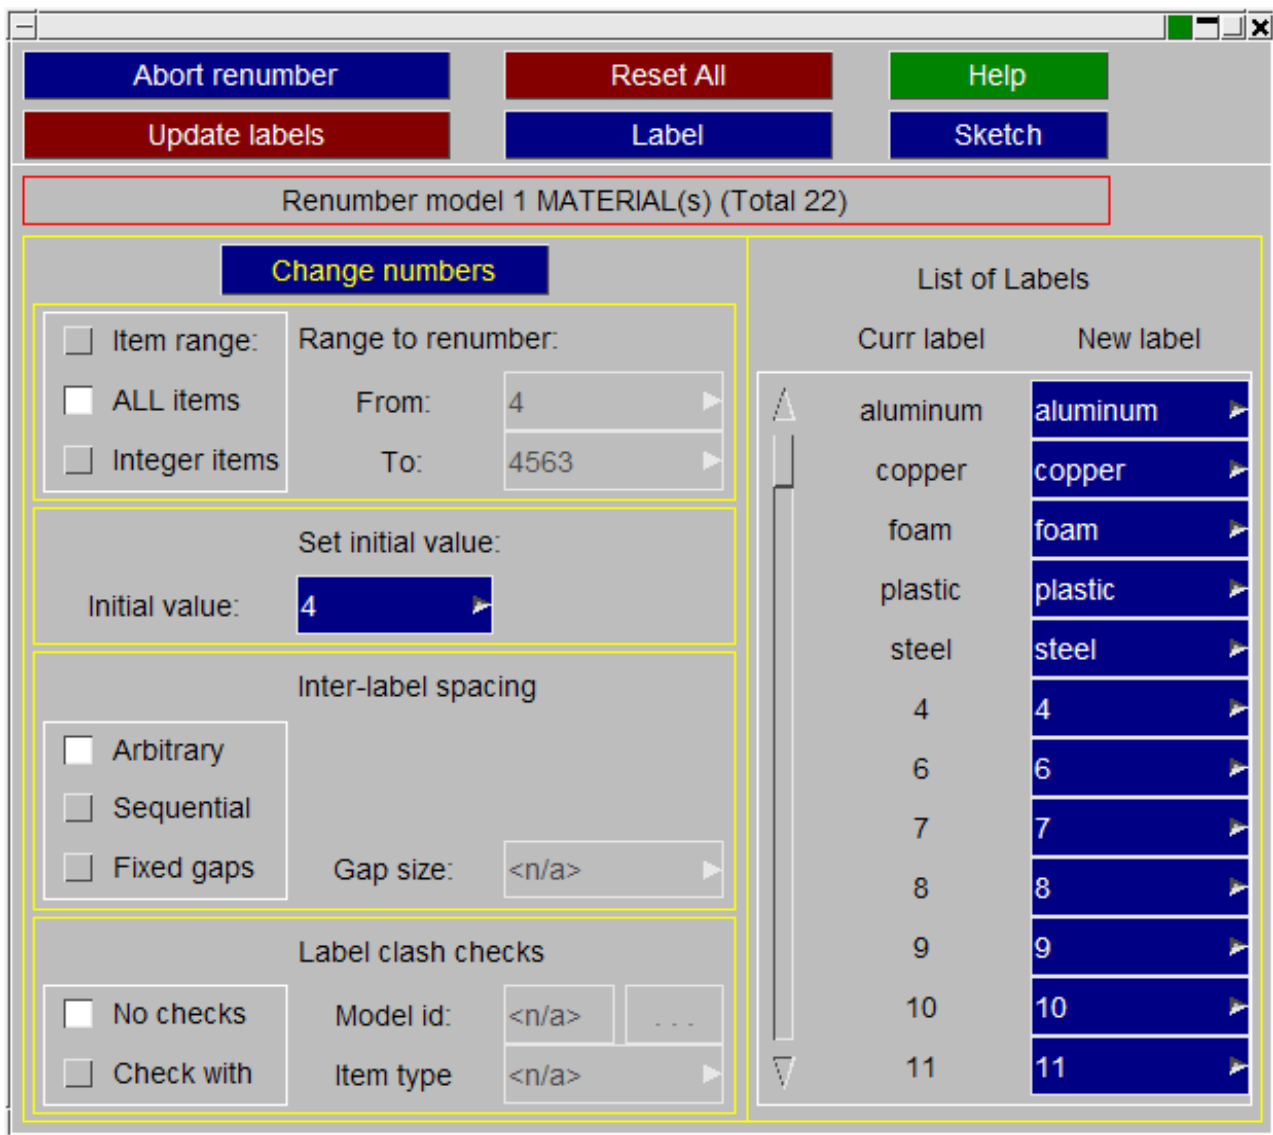 Abort renumber Reset All Help
Update labels Label Sketch
Renumber model 1 MATERIAL(s) (Total 22)
Change numbers
Item range: Range to renumber:
ALL items From: 4
Integer items To: 4563
Set initial value:
Initial value: 4
Inter-label spacing
Arbitrary
Sequential
Fixed gaps Gap size: <n/a>
Label clash checks
No checks Model id: <n/a> . . .
Check with Item type <n/a>
List of Labels
Curr label New label
aluminum aluminum
copper copper
foam foam
plastic plastic
steel steel
4 4
6 6
7 7
8 8
9 9
10 10
11 11